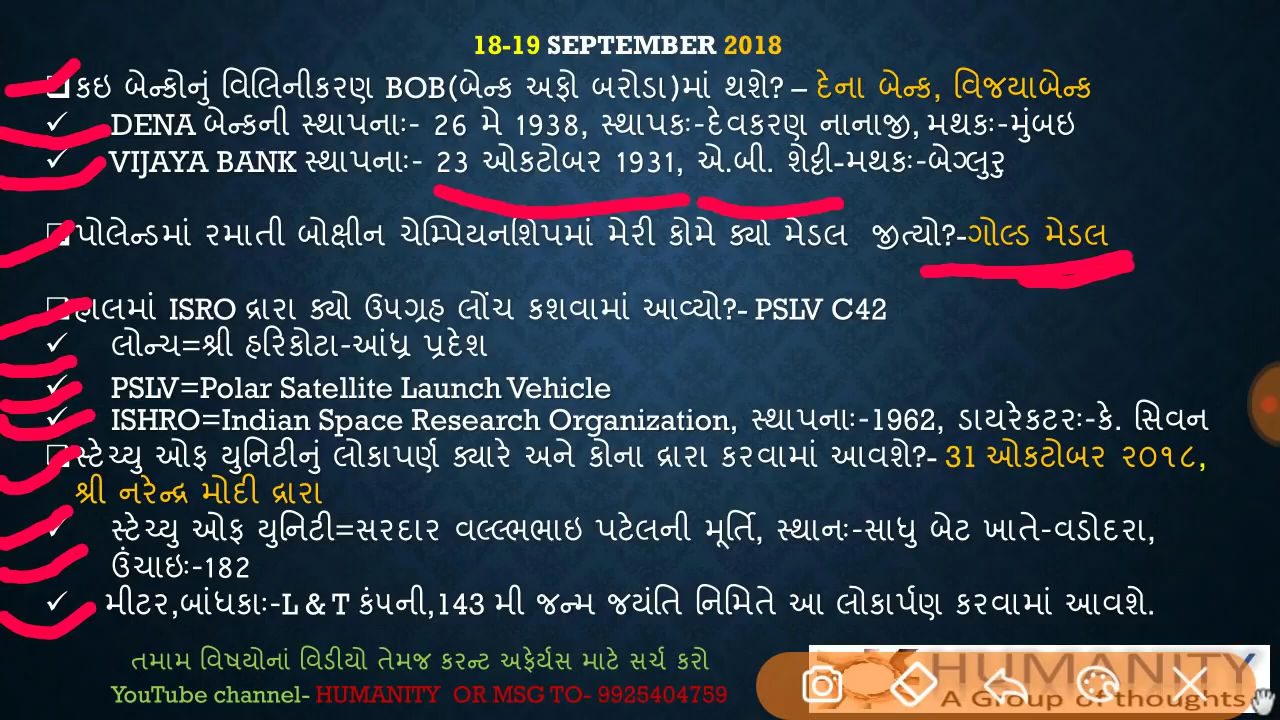 18-19 SEPTEMBER 2018
કઇ બેન્કોનું વિલિનીકરણ BOB(બેન્ક અફો બરોડા)માં થશે? – દેના બેન્ક, વિજયાબેન્ક
DENA બેન્કની સ્થાપનાઃ- 26 મે 1938, સ્થાપકઃ-દેવકરણ નાનાજી, મથકઃ-મુંબઇ
VIJAYA BANK સ્થાપનાઃ- 23 ઓકટોબર 1931, એ.બી. શેટ્ટી-મથકઃ-બેગ્લુરુ
પોલેન્ડમાં રમાતી બોક્ષીન ચેમ્પિયનશિપમાં મેરી કોમે ક્યો મેડલ જીત્યો?-ગોલ્ડ મેડલ
હાલમાં ISRO દ્રારા ક્યો ઉપગ્રહ લોંચ કશવામાં આવ્યો?- PSLV C42
લોન્ચ=શ્રી હરિકોટા-આંધ્ર પ્રદેશ
PSLV=Polar Satellite Launch Vehicle
ISHRO=Indian Space Research Organization, સ્થાપનાઃ-1962, ડાયરેકટરઃ-કે. સિવન
સ્ટેચ્યુ ઓફ યુનિટીનું લોકાપર્ણ ક્યારે અને કોના દ્રારા કરવામાં આવશે?- 31 ઓકટોબર ૨૦૧૮,
શ્રી નરેન્દ્ર મોદી દ્રારા
સ્ટેચ્યુ ઓફ યુનિટી=સરદાર વલ્લ્ભભાઇ પટેલની મૂર્તિ, સ્થાનઃ-સાધુ બેટ ખાતે-વડોદરા,
ઉંચાઇઃ-182
મીટર,બાંધકાઃ-L & T કંપની,143 મી જન્મ જયંતિ નિમિતે આ લોકાર્પણ કરવામાં આવશે.
તમામ વિષયોનાં વિડીયો તેમજ કરન્ટ અફેર્યસ માટે સર્ચ કરો
YouTube channel- HUMANITY OR MSG TO- 9925404759
HUMANITY
A Group of thoughts